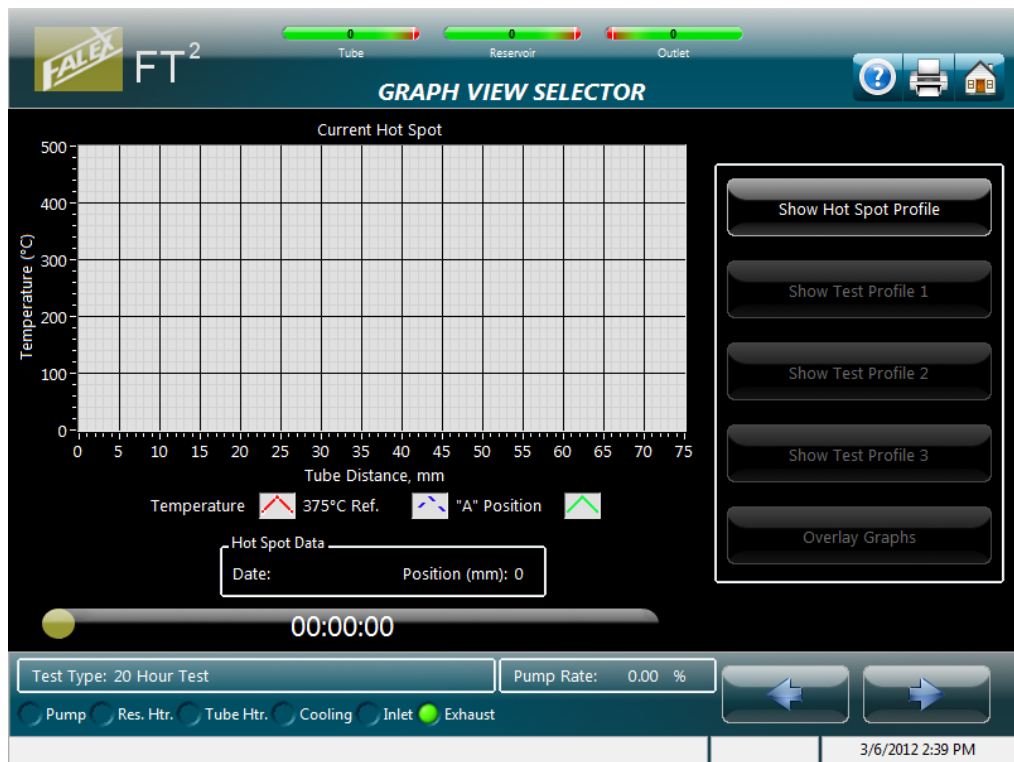 0 0 0
Tube Reservoir Outlet
FALEX FT²
GRAPH VIEW SELECTOR
?
Current Hot Spot
500
400
300
200
100
0
Temperature (°C)
0 5 10 15 20 25 30 35 40 45 50 55 60 65 70 75
Tube Distance, mm
Temperature 375°C Ref. "A" Position
Hot Spot Data
Date: Position (mm): 0
00:00:00
Show Hot Spot Profile
Show Test Profile 1
Show Test Profile 2
Show Test Profile 3
Overlay Graphs
Test Type: 20 Hour Test Pump Rate: 0.00 %
Pump Res. Htr. Tube Htr. Cooling Inlet Exhaust
3/6/2012 2:39 PM